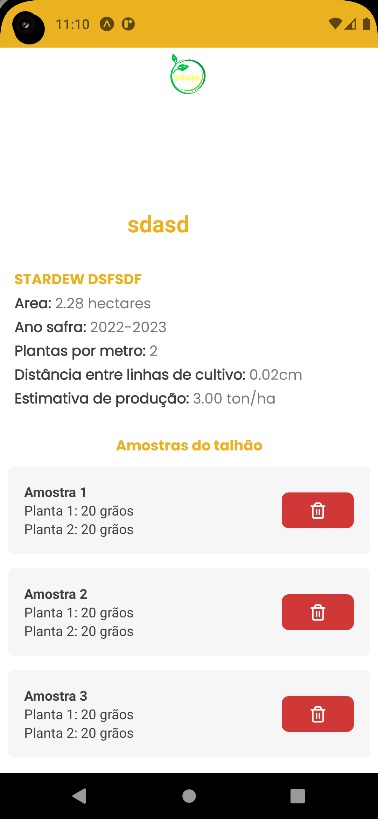 11:10
sdasd
STARDEW DSFSDF
Area: 2.28 hectares
Ano safra: 2022-2023
Plantas por metro: 2
Distância entre linhas de cultivo: 0.02cm
Estimativa de produção: 3.00 ton/ha
Amostras do talhão
Amostra 1
Planta 1: 20 grãos
Planta 2: 20 grãos
Amostra 2
Planta 1: 20 grãos
Planta 2: 20 grãos
Amostra 3
Planta 1: 20 grãos
Planta 2: 20 grãos